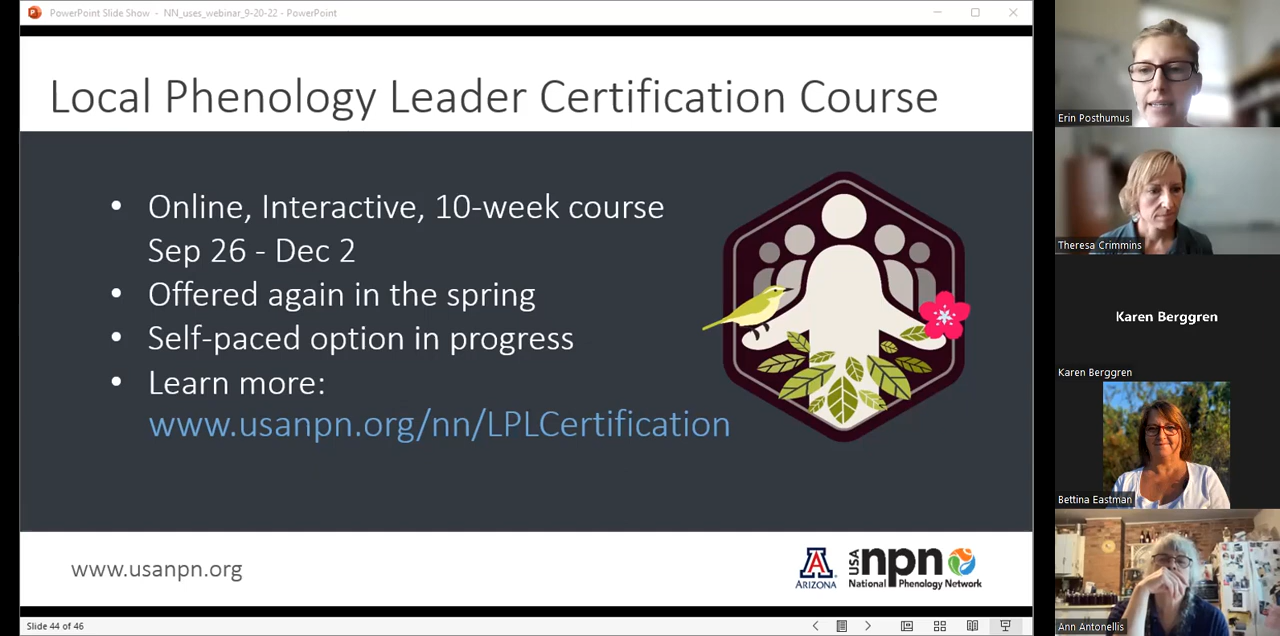 PowerPoint Slide Show - NN_uses_webinar_9-20-22 - PowerPoint
Local Phenology Leader Certification Course
• Online, Interactive, 10-week course
Sep 26 - Dec 2
• Offered again in the spring
• Self-paced option in progress
• Learn more:
www.usanpn.org/nn/LPLCertification
www.usanpn.org
A
ARIZONA
USA
npn
National Phenology Network
Slide 44 of 46
Erin Posthumus
Theresa Crimmins
Karen Berggren
Karen Berggren
Bettina Eastman
Ann Antonellis